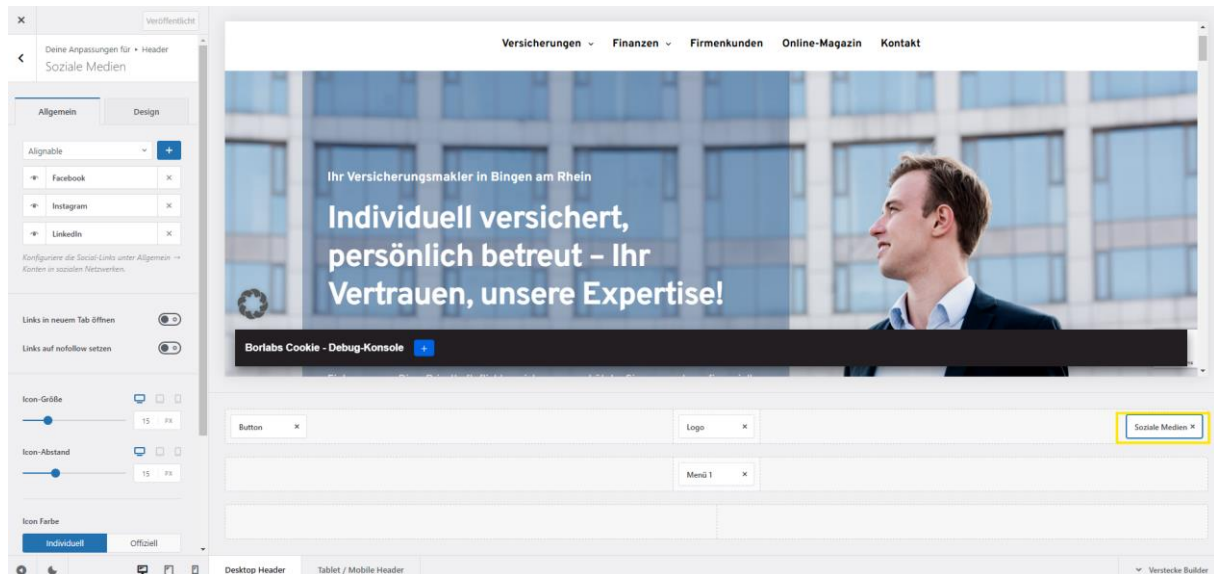 Veröffentlicht
Deine Anpassungen für ▸ Header
Soziale Medien
Allgemein
Design
Alignable
Facebook
Instagram
LinkedIn
Konfiguriere die Social-Links unter Allgemein →
Konten in sozialen Netzwerken.
Links in neuem Tab öffnen
Links auf nofollow setzen
Icon-Größe
15 PX
Icon-Abstand
15 PX
Icon Farbe
Individuell
Offiziell
Versicherungen
Finanzen
Firmenkunden
Online-Magazin
Kontakt
Ihr Versicherungsmakler in Bingen am Rhein
Individuell versichert,
persönlich betreut – Ihr
Vertrauen, unsere Expertise!
Borlabs Cookie - Debug-Konsole
Button
Logo
Soziale Medien
Menü 1
Desktop Header
Tablet / Mobile Header
Verstecke Builder